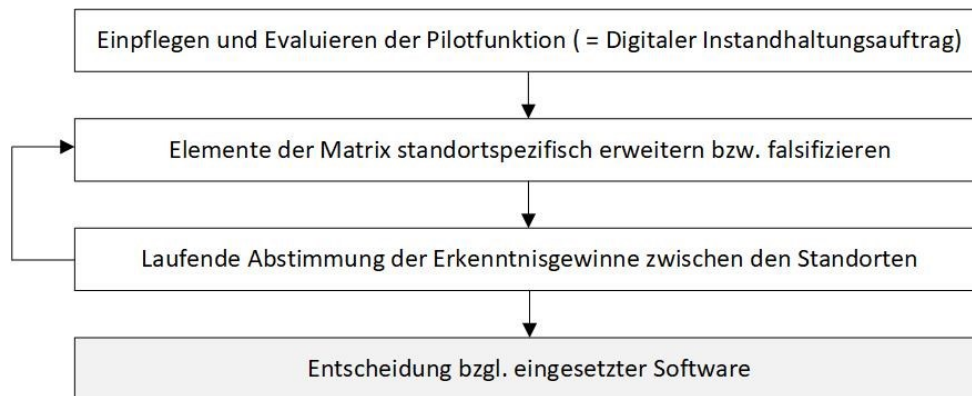 Einpflegen und Evaluieren der Pilotfunktion ( = Digitaler Instandhaltungsauftrag)
Elemente der Matrix standortspezifisch erweitern bzw. falsifizieren
Laufende Abstimmung der Erkenntnisgewinne zwischen den Standorten
Entscheidung bzgl. eingesetzter Software